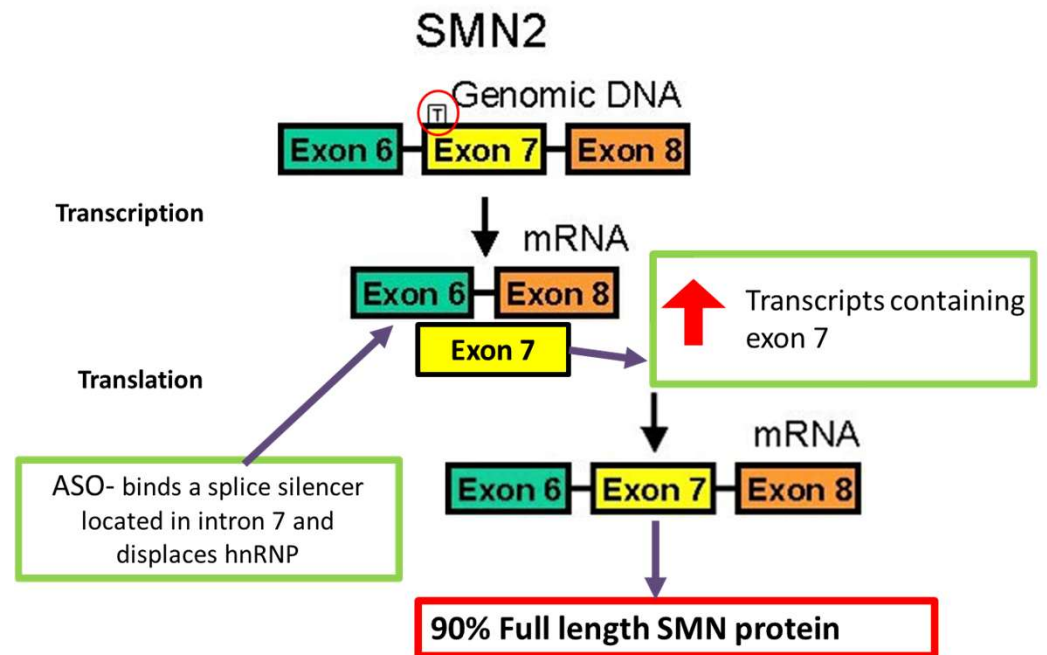 SMN2
Genomic DNA
T
Exon 6
Exon 7
Exon 8
Transcription
mRNA
Exon 6
Exon 8
Exon 7
Transcripts containing
exon 7
Translation
mRNA
ASO- binds a splice silencer
located in intron 7 and
displaces hnRNP
Exon 6
Exon 7
Exon 8
90% Full length SMN protein